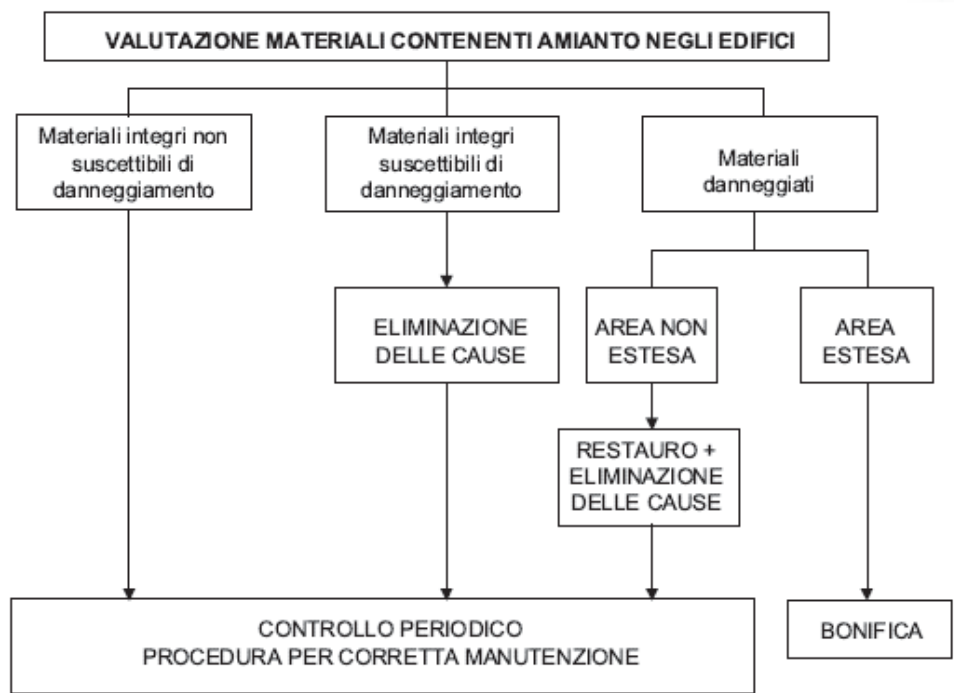 VALUTAZIONE MATERIALI CONTENENTI AMIANTO NEGLI EDIFICI
Materiali integri non
suscettibili di
danneggiamento
Materiali integri
suscettibili di
danneggiamento
Materiali
danneggiati
ELIMINAZIONE
DELLE CAUSE
AREA NON
ESTESA
AREA
ESTESA
RESTAURO +
ELIMINAZIONE
DELLE CAUSE
CONTROLLO PERIODICO
PROCEDURA PER CORRETTA MANUTENZIONE
BONIFICA